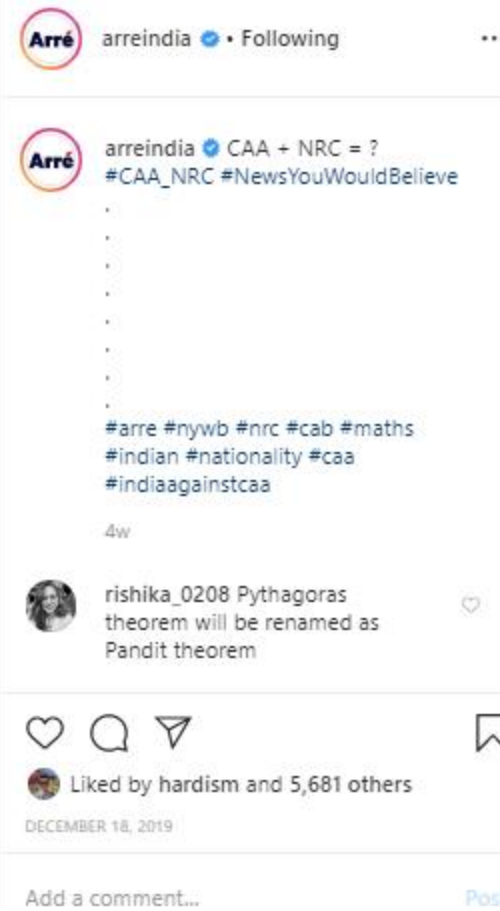 Arré arreindia • Following
Arré arreindia CAA + NRC = ?
#CAA_NRC #NewsYouWouldBelieve
.
.
.
.
.
.
.
.
#arre #nywb #nrc #cab #maths
#indian #nationality #caa
#indiaagainstcaa
4w
rishika_0208 Pythagoras
theorem will be renamed as
Pandit theorem
Liked by hardism and 5,681 others
DECEMBER 18, 2019
Add a comment... Pos